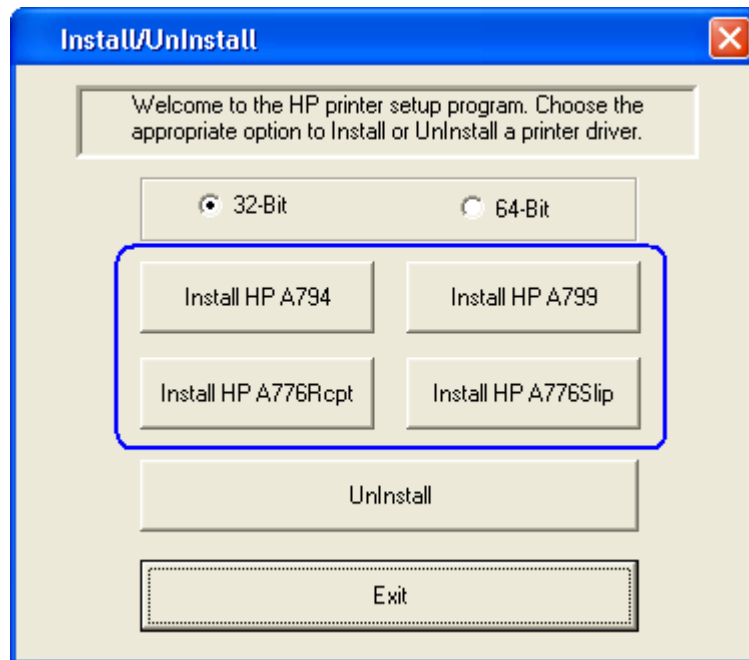 Install/UnInstall
Welcome to the HP printer setup program. Choose the
appropriate option to Install or UnInstall a printer driver.
32-Bit 64-Bit
Install HP A794 Install HP A799
Install HP A776Rcpt Install HP A776Slip
UnInstall
Exit